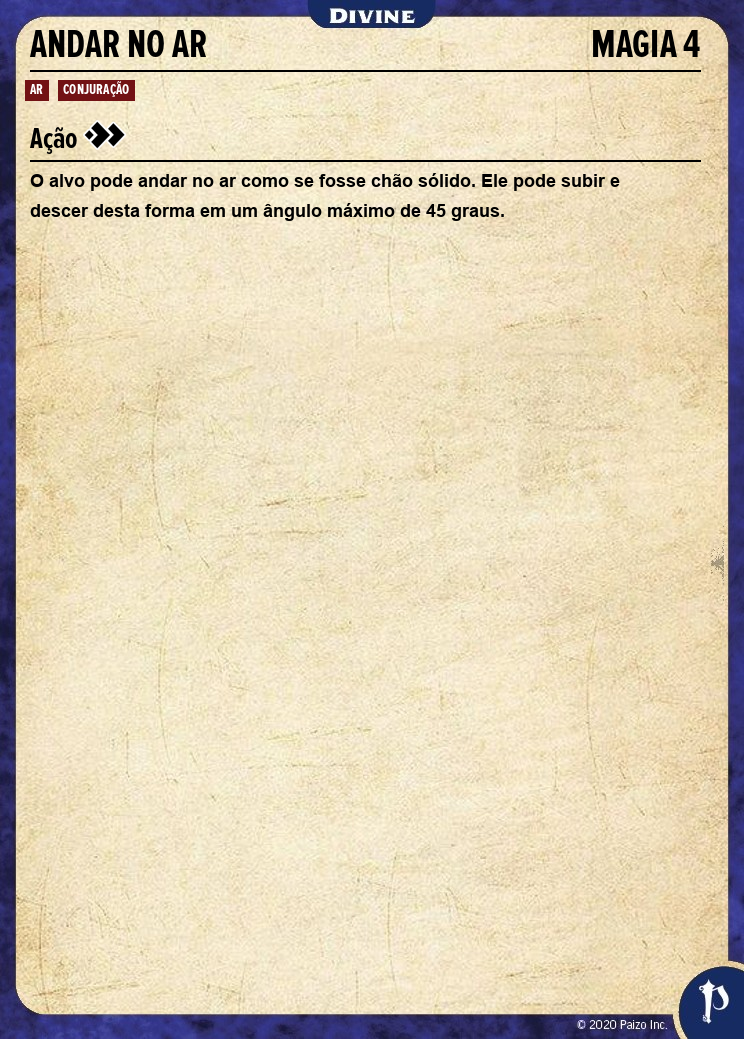 DIVINE
ANDAR NO AR MAGIA 4
AR CONJURAÇÃO
Ação
O alvo pode andar no ar como se fosse chão sólido. Ele pode subir e
descer desta forma em um ângulo máximo de 45 graus.
© 2020 Paizo Inc.